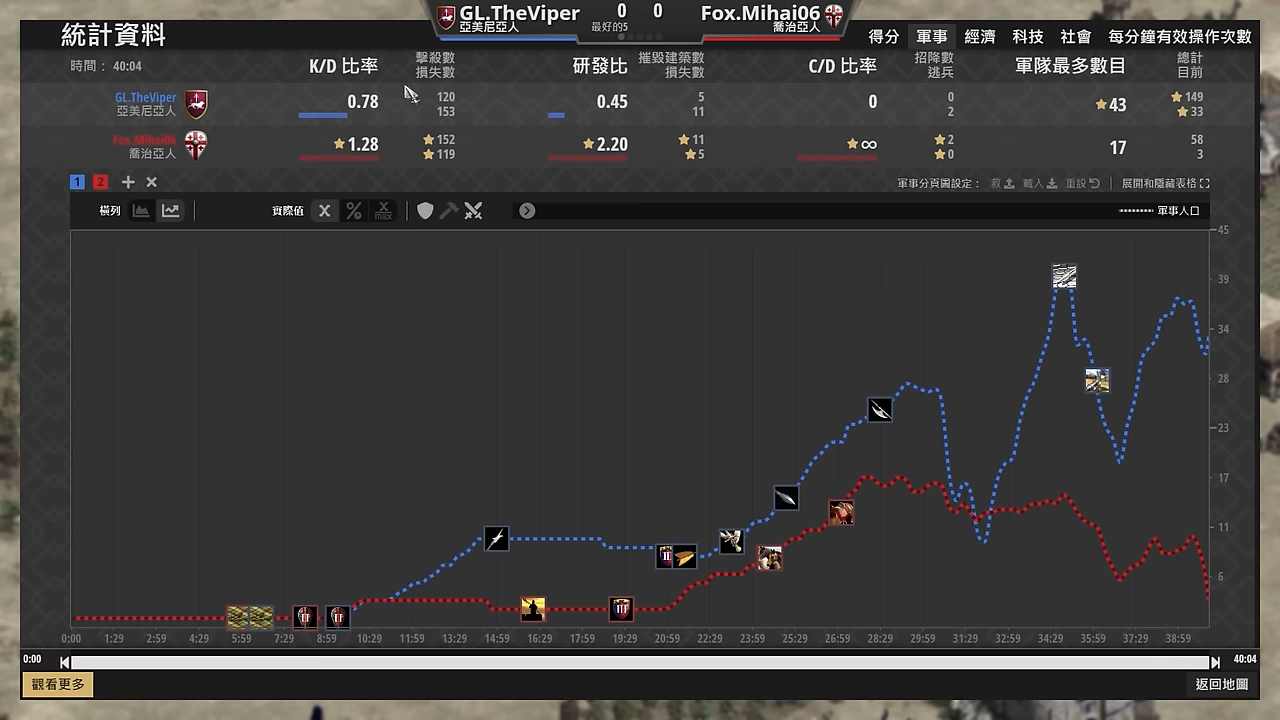 GL.TheViper
亞美尼亞人
0 0
最好的5
Fox.Mihai06
喬治亞人
統計資料
得分 軍事 經濟 科技 社會 每分鐘有效操作次數
時間： 40:04
K/D 比率
擊殺數
損失數
研發比
摧毀建築數
損失數
C/D 比率
招降數
逃兵
軍隊最多數目
總計
目前
GL.TheViper
亞美尼亞人
0.78
120
153
0.45
5
11
0
0
2
43
149
33
Fox.Mihai06
喬治亞人
1.28
152
119
2.20
11
5
∞
2
0
17
58
3
1 2
軍事分頁圖設定： 載入 重設 | 展開和隱藏表格
橫列 實際值 X % X max
軍事人口
45
39
34
28
23
17
11
6
II II III II
0:00 1:29 2:59 4:29 5:59 7:29 8:59 10:29 11:59 13:29 14:59 16:29 17:59 19:29 20:59 22:29 23:59 25:29 26:59 28:29 29:59 31:29 32:59 34:29 35:59 37:29 38:59
0:00 40:04
觀看更多 返回地圖